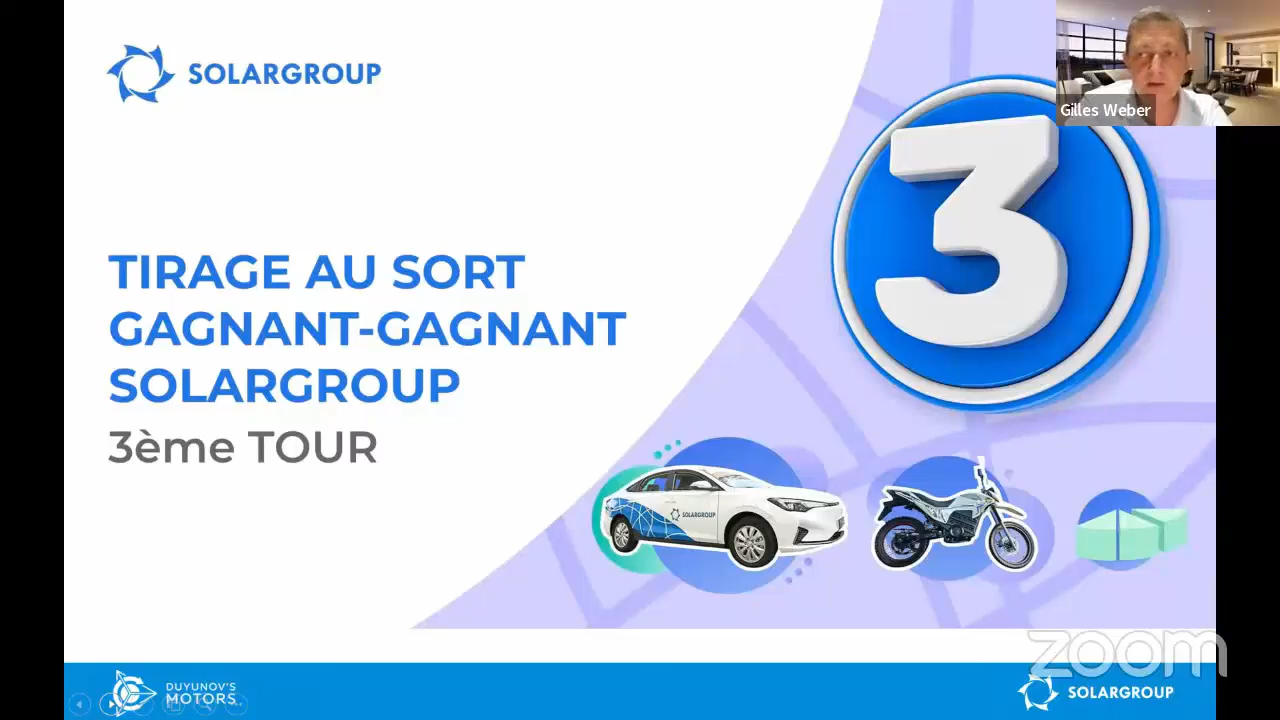 SOLARGROUP
Gilles Weber
3
TIRAGE AU SORT
GAGNANT-GAGNANT
SOLARGROUP
3ème TOUR
SOLARGROUP
zoom
DUYUNOV'S
MOTORS
SOLARGROUP